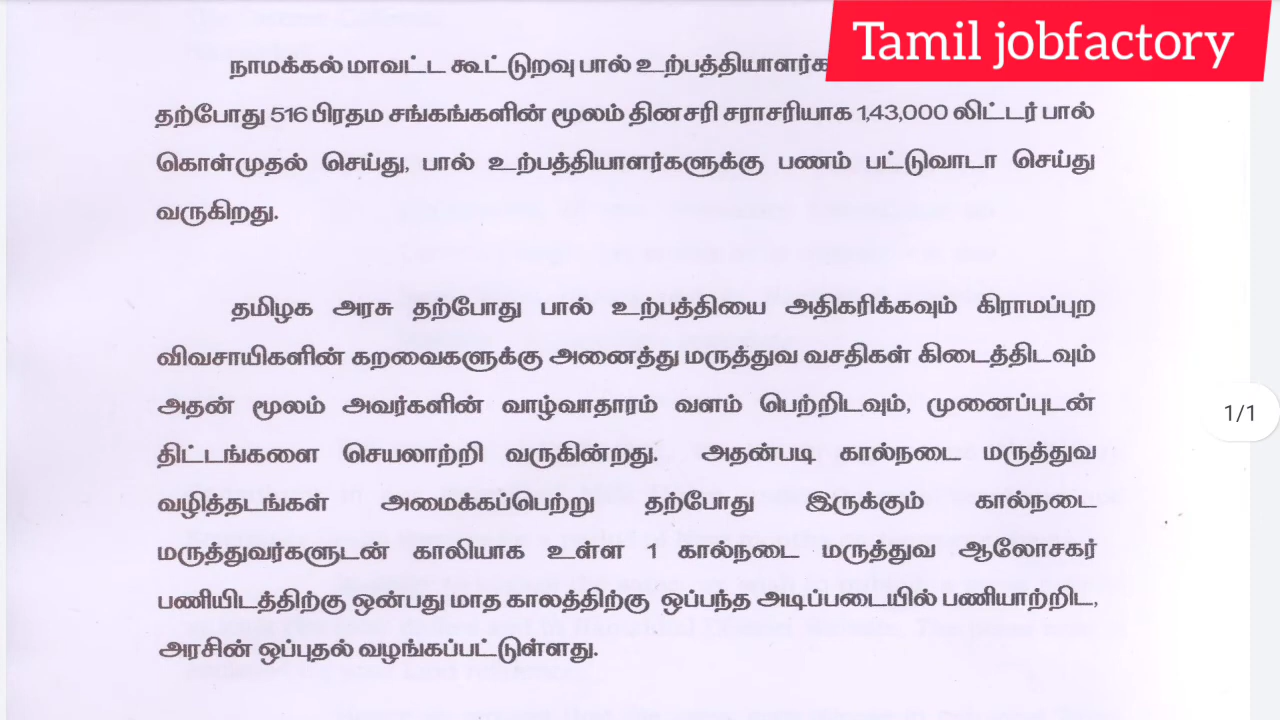 Tamil jobfactory
நாமக்கல் மாவட்ட கூட்டுறவு பால்
தற்போது 516 பிரதம சங்கங்களின் மூலம் தினசரி சராசரியாக 1,43,000 லிட்டர் பால்
கொள்முதல் செய்து, பால் உற்பத்தியாளர்களுக்கு பணம் பட்டுவாடா செய்து
வருகிறது.
தமிழக அரசு தற்போது பால் உற்பத்தியை அதிகரிக்கவும் கிராமப்புற
விவசாயிகளின் கறவைகளுக்கு அனைத்து மருத்துவ வசதிகள் கிடைத்திடவும்
அதன் மூலம் அவர்களின் வாழ்வாதாரம் வளம் பெற்றிடவும், முனைப்புடன்
திட்டங்களை செயலாற்றி வருகின்றது. அதன்படி கால்நடை மருத்துவ
வழித்தடங்கள் அமைக்கப்பெற்று தற்போது இருக்கும் கால்நடை
மருத்துவர்களுடன் காலியாக உள்ள 1 கால்நடை மருத்துவ ஆலோசகர்
பணியிடத்திற்கு ஒன்பது மாத காலத்திற்கு ஒப்பந்த அடிப்படையில் பணியாற்றிட,
அரசின் ஒப்புதல் வழங்கப்பட்டுள்ளது.
1/1